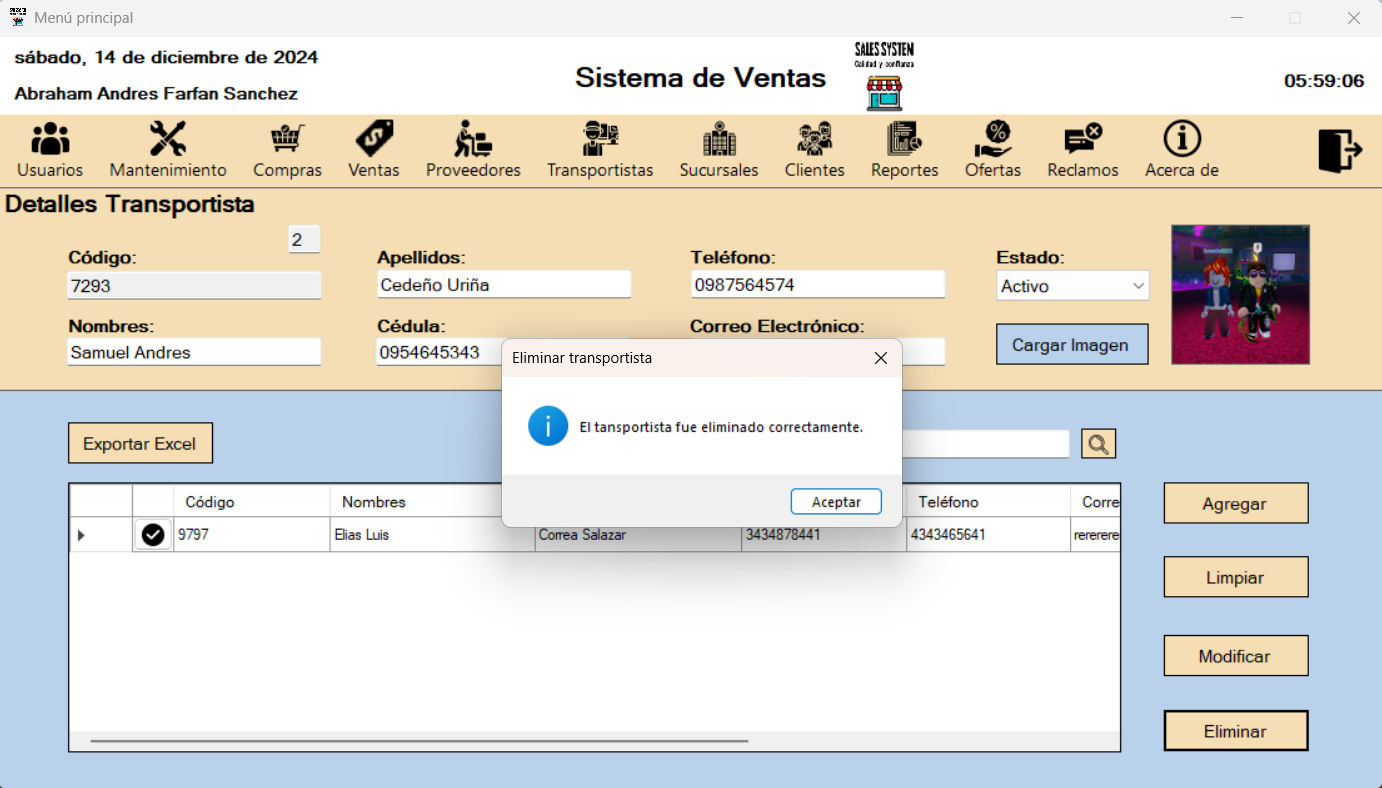 Menú principal
sábado, 14 de diciembre de 2024
Abraham Andres Farfan Sanchez
Sistema de Ventas
SALES SYSTEM
Calidad y confianza
05:59:06
Usuarios Mantenimiento Compras Ventas Proveedores Transportistas Sucursales Clientes Reportes Ofertas Reclamos Acerca de
Detalles Transportista
2
Código: Apellidos: Teléfono: Estado:
7293 Cedeño Uriña 0987564574 Activo
Nombres: Cédula: Correo Electrónico:
Samuel Andres 0954645343
Cargar Imagen
Eliminar transportista
El tansportista fue eliminado correctamente.
Aceptar
Exportar Excel
Código Nombres Teléfono Corre
9797 Elias Luis Correa Salazar 3434878441 4343465641 rererere
Agregar
Limpiar
Modificar
Eliminar